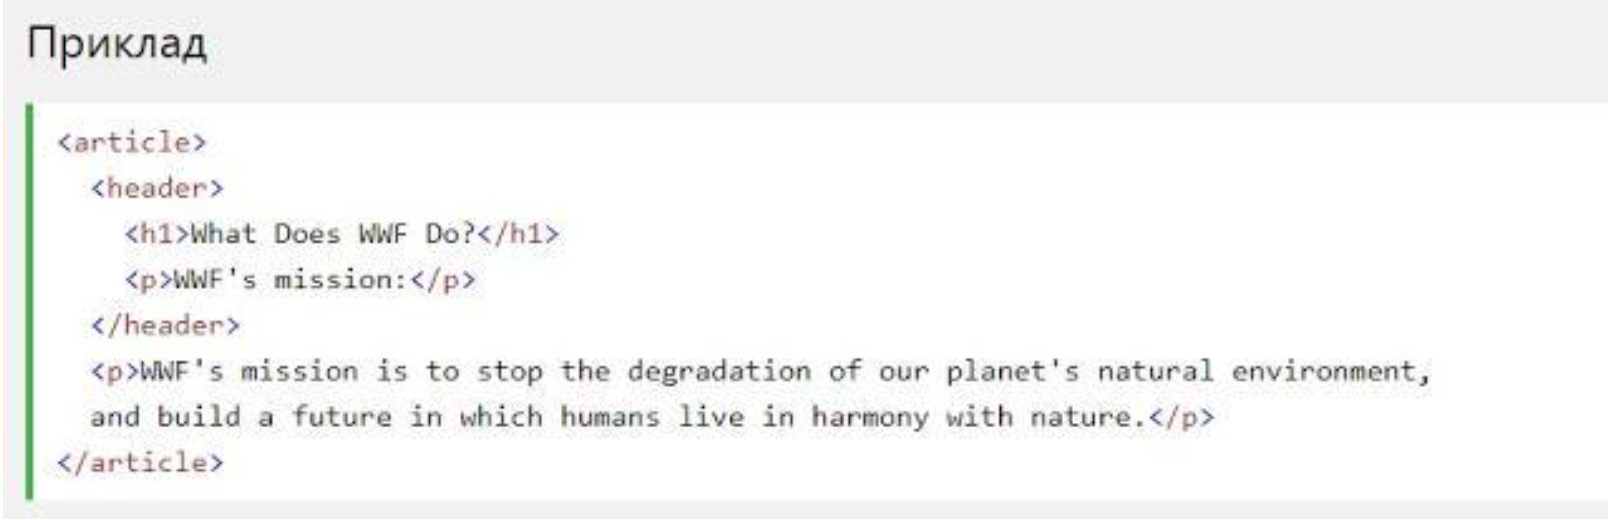 Приклад
<article>
<header>
<h1>What Does WWF Do?</h1>
<p>WWF's mission:</p>
</header>
<p>WWF's mission is to stop the degradation of our planet's natural environment,
and build a future in which humans live in harmony with nature.</p>
</article>